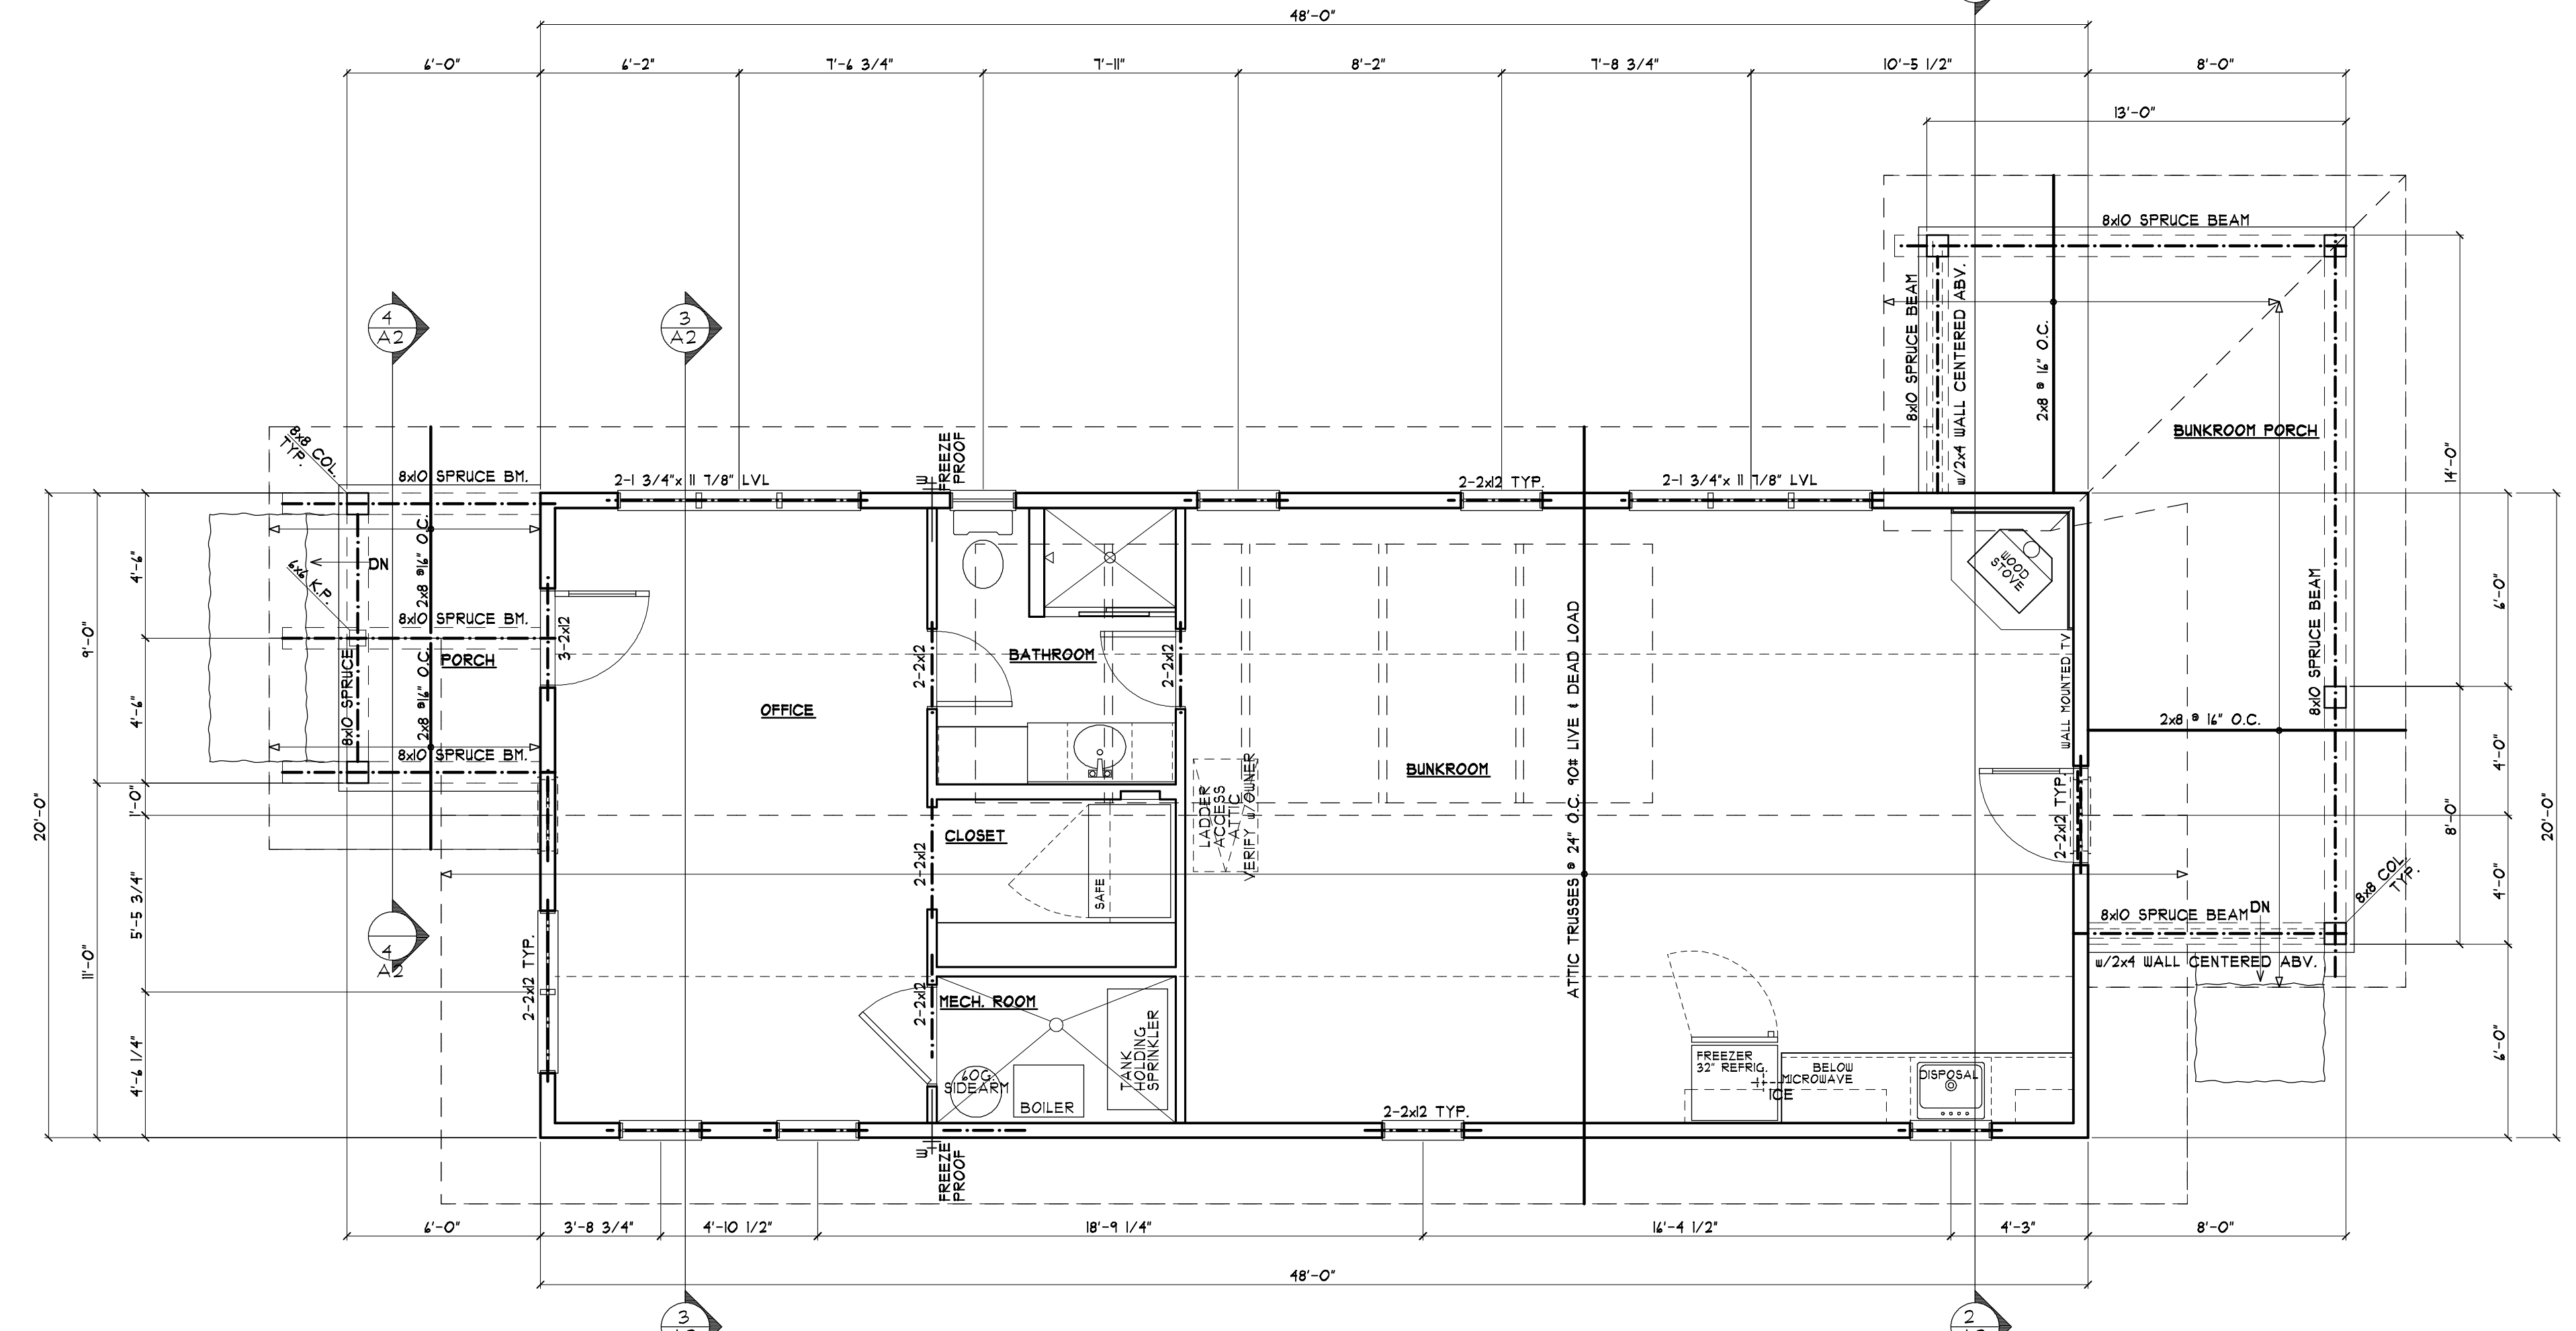 48'-0"
6'-0"
6'-2"
7'-6 3/4"
7'-11"
8'-2"
7'-8 3/4"
10'-5 1/2"
8'-0"
13'-0"
8x10 SPRUCE BEAM
8x10 SPRUCE BEAM
w/2x4 WALL CENTERED ABV.
2x8 @ 16" O.C.
BUNKROOM PORCH
14'-0"
4
A2
3
A2
8x8 COL.
TYP.
8x10 SPRUCE BM.
2-1 3/4"x 11 7/8" LVL
FREEZE
PROOF
2-2x12 TYP.
2-1 3/4"x 11 7/8" LVL
DN
6x6 K.P.
2x8 @16" O.C.
8x10 SPRUCE BM.
3-2x12
PORCH
8x10 SPRUCE
2x8 @16" O.C.
8x10 SPRUCE BM.
4'-6"
9'-0"
4'-6"
1'-0"
20'-0"
5'-5 3/4"
11'-0"
4'-6 1/4"
OFFICE
2-2x12
BATHROOM
2-2x12
WOOD
STOVE
WALL MOUNTED TV
BUNKROOM
ATTIC TRUSSES @ 24" O.C. 90# LIVE & DEAD LOAD
LADDER
ACCESS
ATTIC
VERIFY w/OWNER
CLOSET
2-2x12
SAFE
2-2x12 TYP.
MECH. ROOM
2-2x12
60G.
SIDEARM
BOILER
TANK
HOLDING
SPRINKLER
FREEZER
32" REFRIG.
BELOW
MICROWAVE
ICE
DISPOSAL
2-2x12 TYP.
2-2x12 TYP.
8x10 SPRUCE BEAM
2x8 @ 16" O.C.
8x8 COL.
TYP.
8x10 SPRUCE BEAM
DN
w/2x4 WALL CENTERED ABV.
6'-0"
4'-0"
8'-0"
4'-0"
20'-0"
6'-0"
4
A2
W
FREEZE
PROOF
W
6'-0"
3'-8 3/4"
4'-10 1/2"
18'-9 1/4"
16'-4 1/2"
4'-3"
8'-0"
48'-0"
3
2